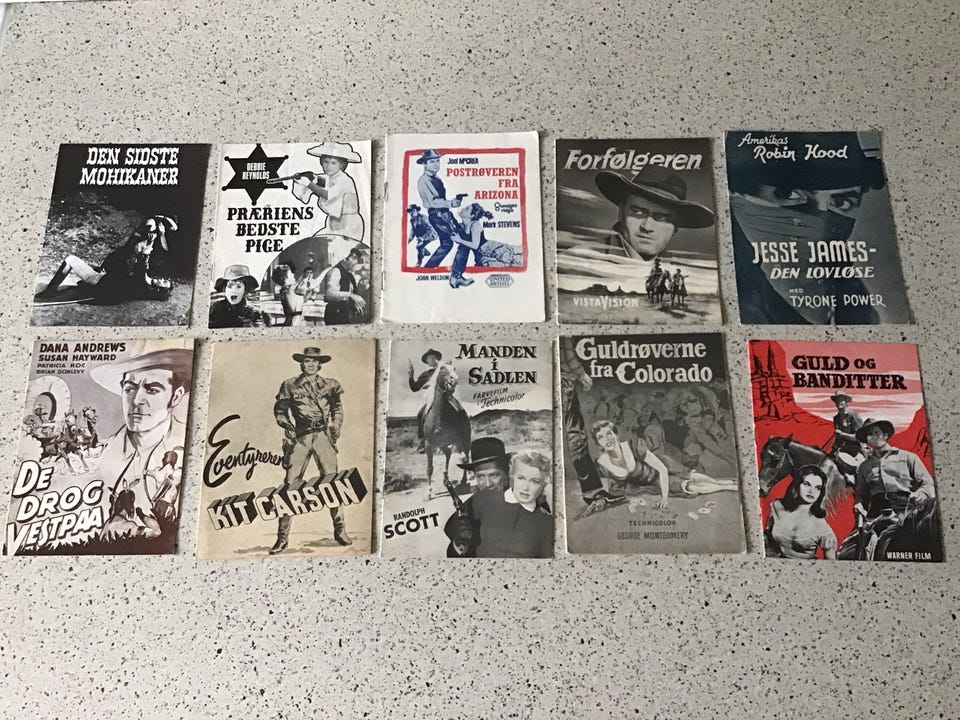 DEN SIDSTE
MOHIKANER
DEBBIE
REYNOLDS
PRÆRIENS
BEDSTE
PIGE
Joel McCREA
POSTRØVEREN
FRA
ARIZONA
Mark STEVENS
JOAN WELDON
UNITED
ARTISTS
Forfølgeren
VISTAVISION
Amerikas
Robin Hood
JESSE JAMES-
DEN LOVLØSE
MED
TYRONE POWER
DANA ANDREWS
SUSAN HAYWARD
PATRICIA ROC
BRIAN DONLEVY
DE
DROG
VESTPAA
Eventyreren
KIT CARSON
MANDEN
i
SADLEN
FARVEFILM
i Technicolor
RANDOLPH
SCOTT
Guldrøverne
fra Colorado
TECHNICOLOR
GEORGE MONTGOMERY
GULD OG
BANDITTER
WARNER FILM